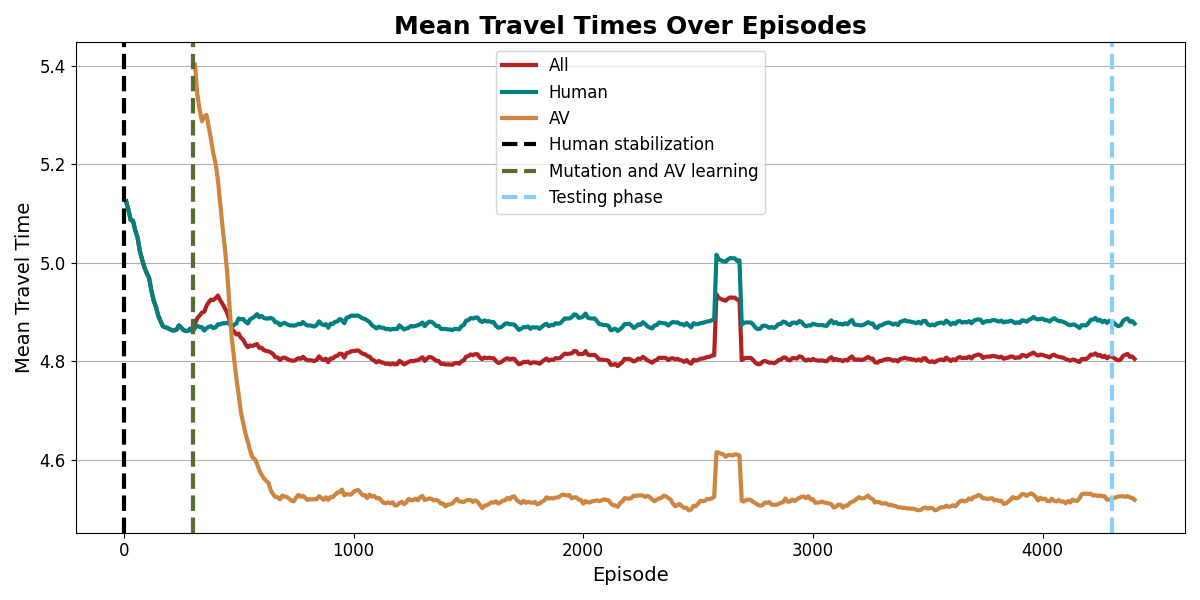 Mean Travel Times Over Episodes
Mean Travel Time
5.4
5.2
5.0
4.8
4.6
All
Human
AV
Human stabilization
Mutation and AV learning
Testing phase
0
1000
2000
3000
4000
Episode